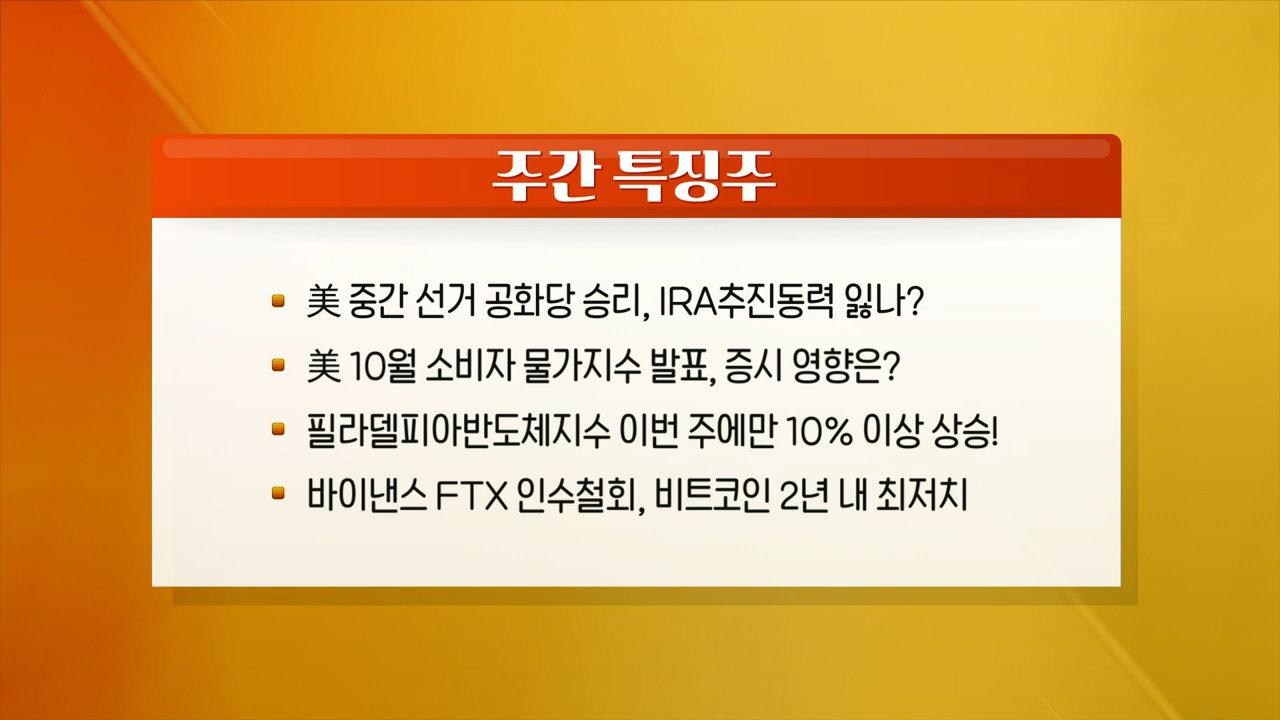 주간 특징주
美 중간 선거 공화당 승리, IRA추진동력 잃나?
美 10월 소비자 물가지수 발표, 증시 영향은?
필라델피아반도체지수 이번 주에만 10% 이상 상승!
바이낸스 FTX 인수철회, 비트코인 2년 내 최저치